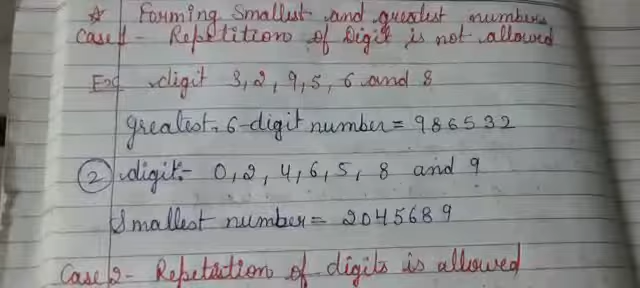 * Forming Smallest and greatest numbers
Case 1 - Repetition of Digit is not allowed
Eg digit 3, 2, 9, 5, 6 and 8
greatest 6-digit number = 986532
② digit:- 0, 2, 4, 6, 5, 8 and 9
Smallest number = 2045689
Case 2- Repetition of digits is allowed